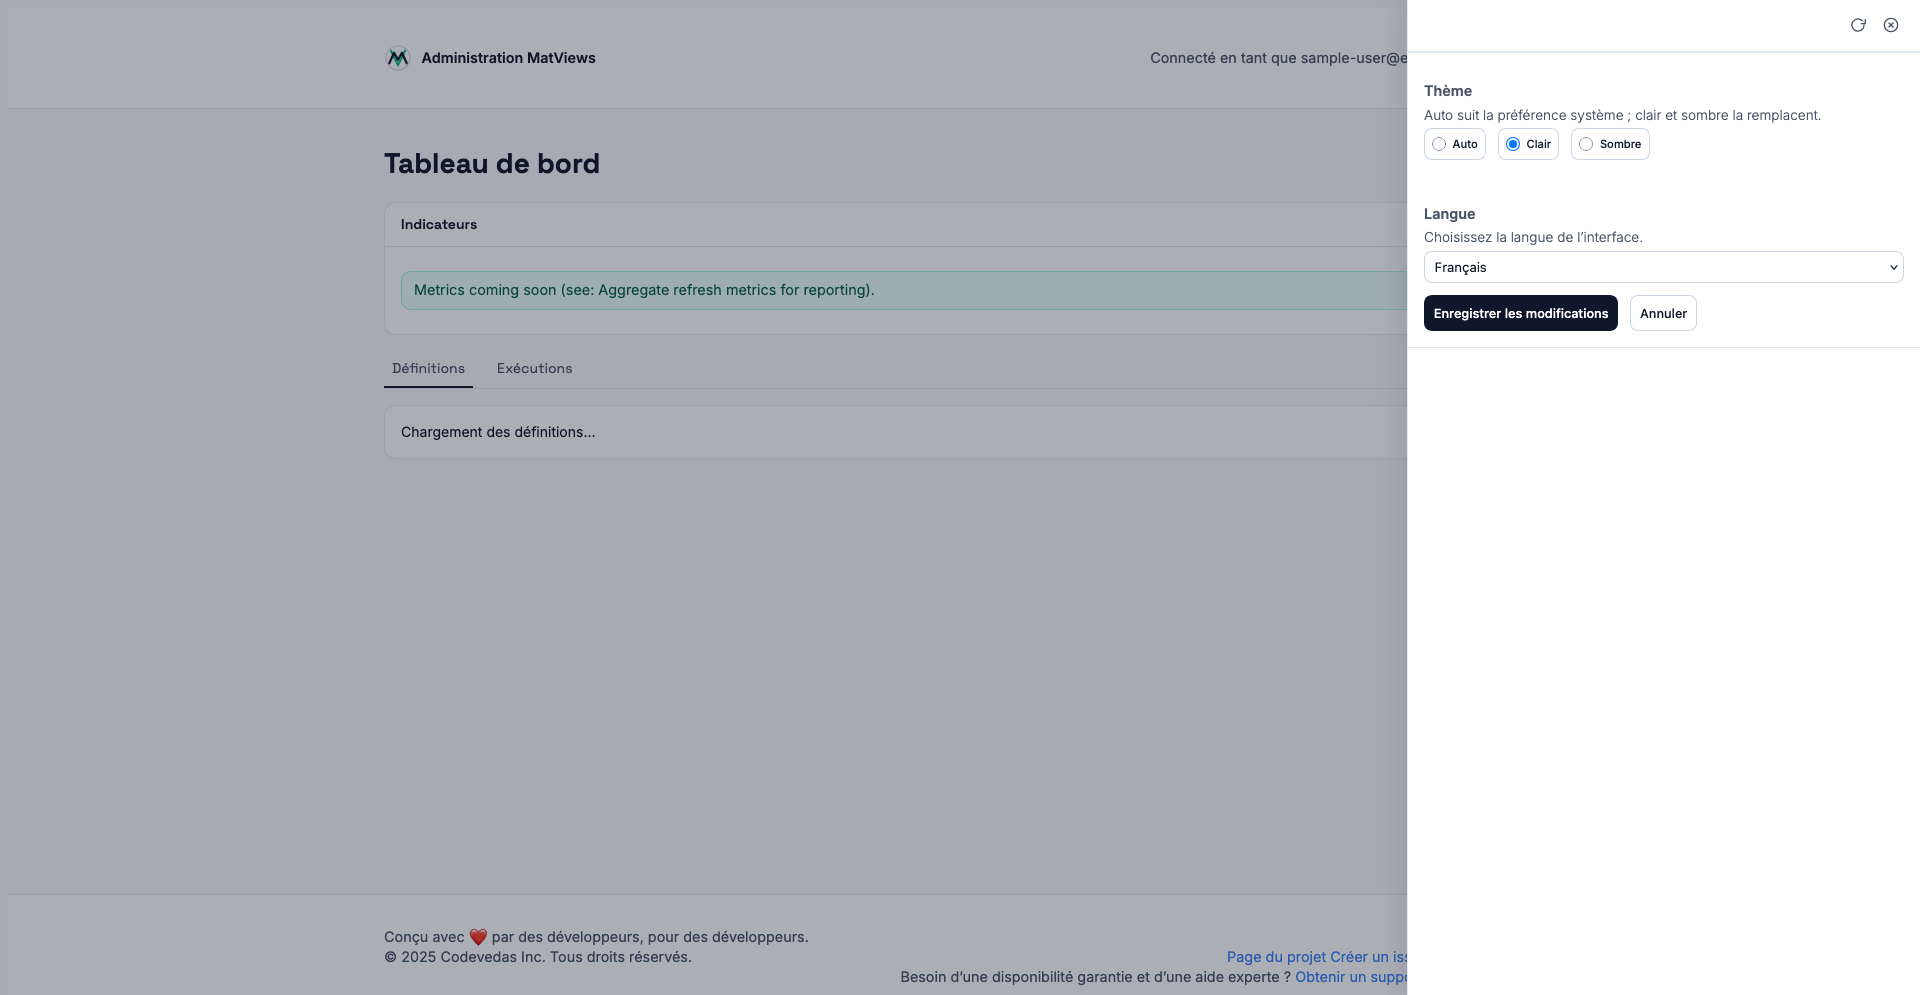 Administration MatViews
Connecté en tant que sample-user@e
Tableau de bord
Indicateurs
Metrics coming soon (see: Aggregate refresh metrics for reporting).
Définitions
Exécutions
Chargement des définitions...
Conçu avec ❤️ par des développeurs, pour des développeurs.
© 2025 Codevedas Inc. Tous droits réservés.
Page du projet Créer un iss
Besoin d’une disponibilité garantie et d’une aide experte ? Obtenir un suppo
Thème
Auto suit la préférence système ; clair et sombre la remplacent.
Auto
Clair
Sombre
Langue
Choisissez la langue de l’interface.
Français
Enregistrer les modifications
Annuler